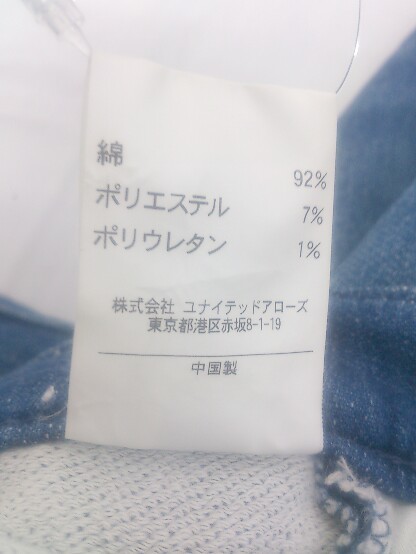 綿 92%
ポリエステル 7%
ポリウレタン 1%
株式会社 ユナイテッドアローズ
東京都港区赤坂8-1-19
中国製